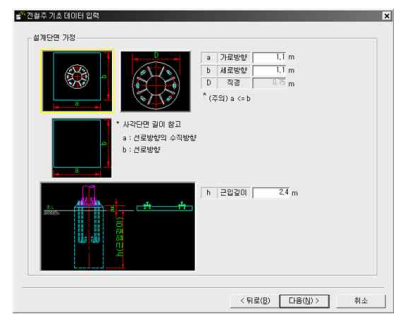 전철주 기초 데이터 입력
설계단면 가정
a 가로방향 1,1 m
b 세로방향 1,1 m
D 직경 0,75 m
* (주의) a <= b
D
b
a
* 사각단면 길이 참고
a : 선로방향의 수직방향
b : 선로방향
b
a
h 근입깊이 2,4 m
< 뒤로(B)
다음(N) >
취소